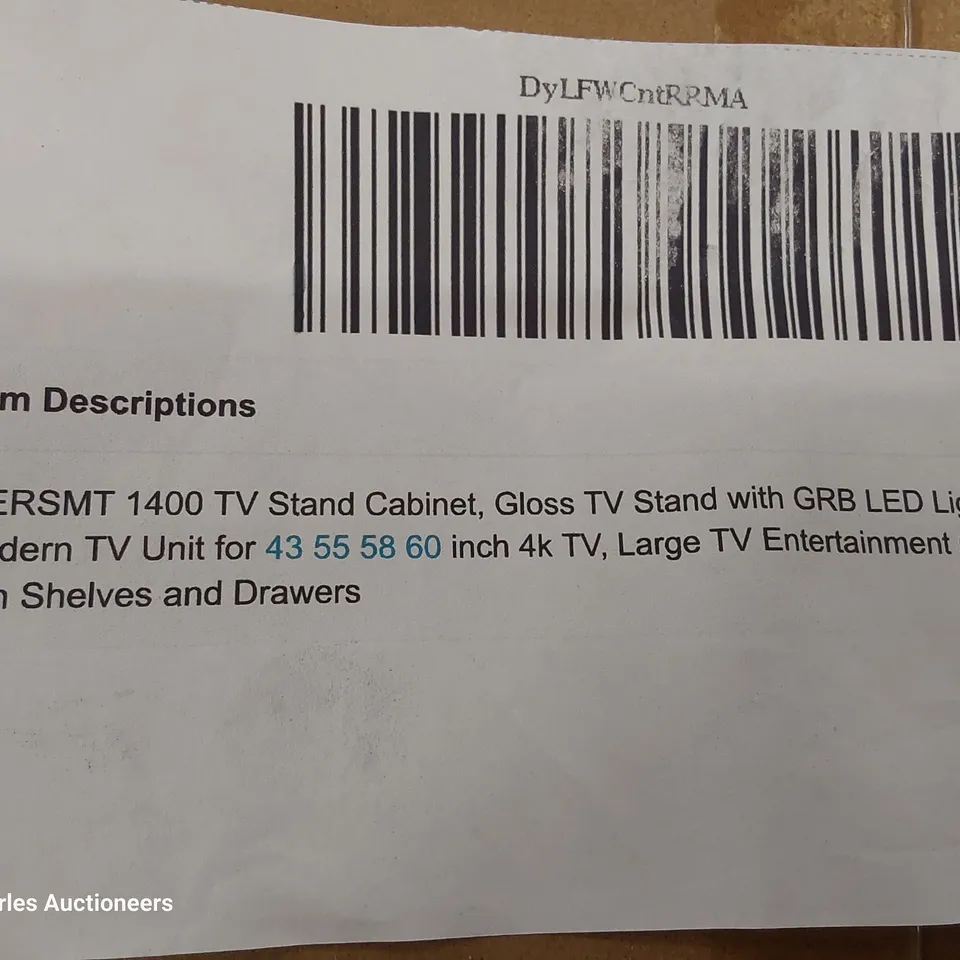 DyLFWCntRRMA
m Descriptions
ERSMT 1400 TV Stand Cabinet, Gloss TV Stand with GRB LED Lig
dern TV Unit for 43 55 58 60 inch 4k TV, Large TV Entertainment
h Shelves and Drawers
rles Auctioneers